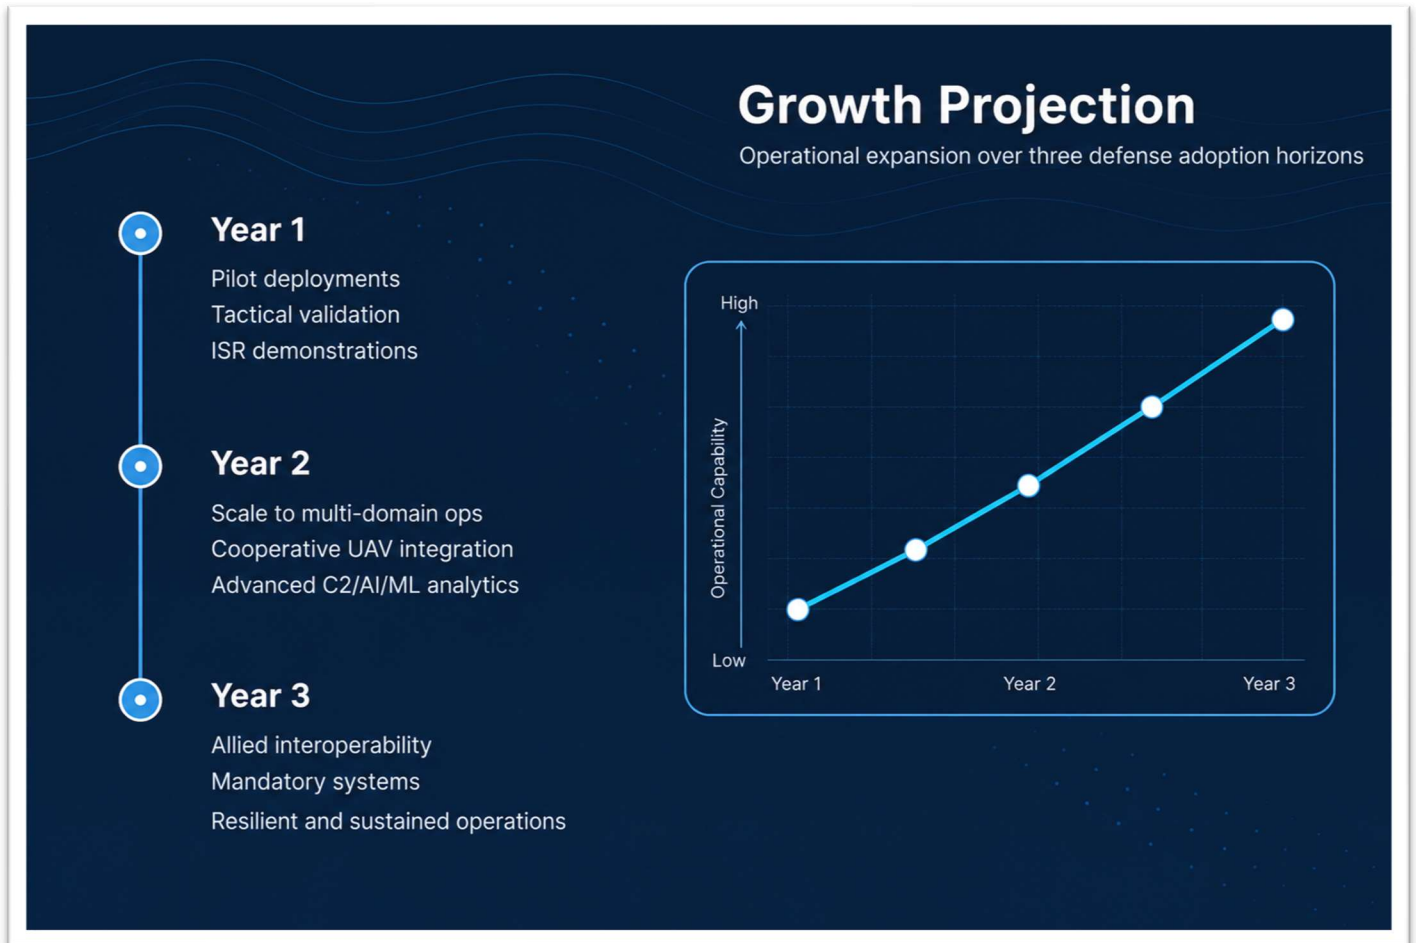 Growth Projection
Operational expansion over three defense adoption horizons
Year 1
Pilot deployments
Tactical validation
ISR demonstrations
Year 2
Scale to multi-domain ops
Cooperative UAV integration
Advanced C2/AI/ML analytics
Year 3
Allied interoperability
Mandatory systems
Resilient and sustained operations
High
Operational Capability
Low
Year 1
Year 2
Year 3